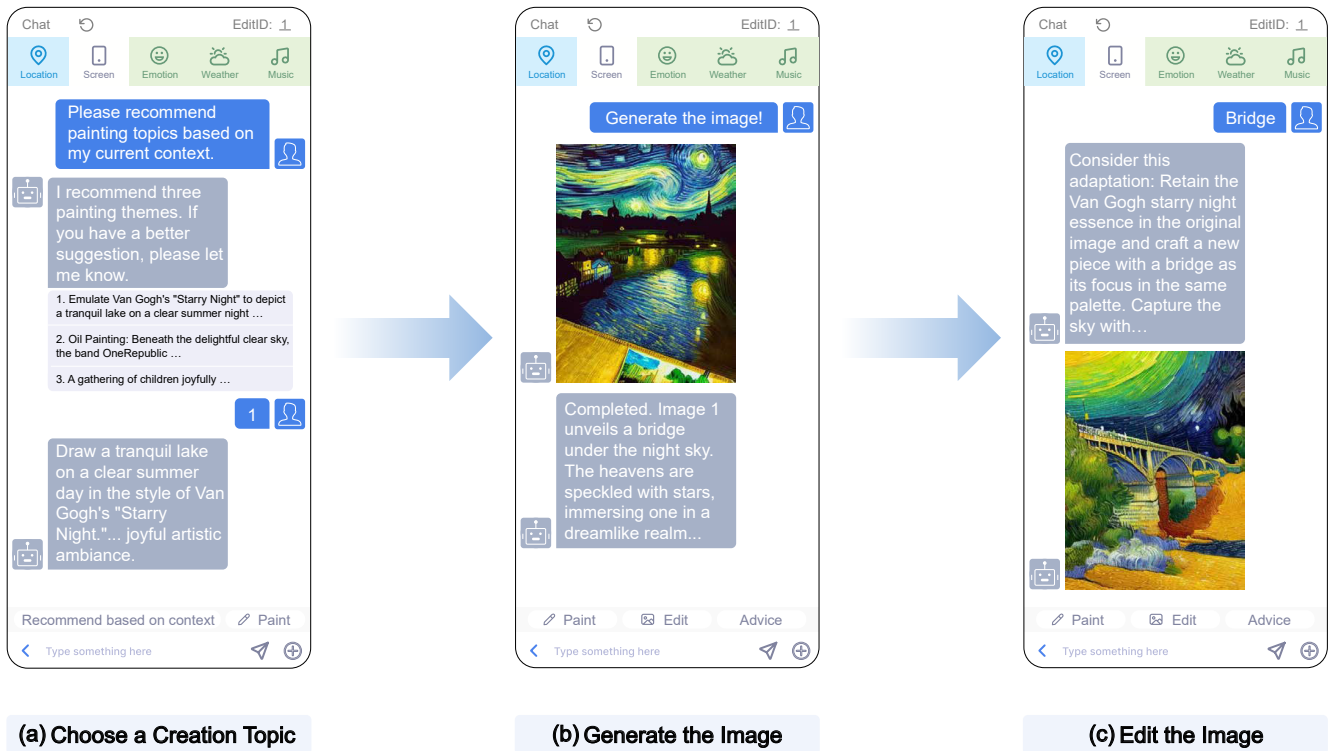 Chat
EditID: 1
Location
Screen
Emotion
Weather
Music
Please recommend
painting topics based on
my current context.
I recommend three
painting themes. If
you have a better
suggestion, please let
me know.
1. Emulate Van Gogh's "Starry Night" to depict
a tranquil lake on a clear summer night ...
2. Oil Painting: Beneath the delightful clear sky,
the band OneRepublic ...
3. A gathering of children joyfully ...
1
Draw a tranquil lake
on a clear summer
day in the style of Van
Gogh's "Starry
Night."... joyful artistic
ambiance.
Recommend based on context
Paint
Type something here
(a) Choose a Creation Topic
Chat
EditID: 1
Location
Screen
Emotion
Weather
Music
Generate the image!
Completed. Image 1
unveils a bridge
under the night sky.
The heavens are
speckled with stars,
immersing one in a
dreamlike realm...
Paint
Edit
Advice
Type something here
(b) Generate the Image
Chat
EditID: 1
Location
Screen
Emotion
Weather
Music
Bridge
Consider this
adaptation: Retain the
Van Gogh starry night
essence in the original
image and craft a new
piece with a bridge as
its focus in the same
palette. Capture the
sky with…
Paint
Edit
Advice
Type something here
(c) Edit the Image